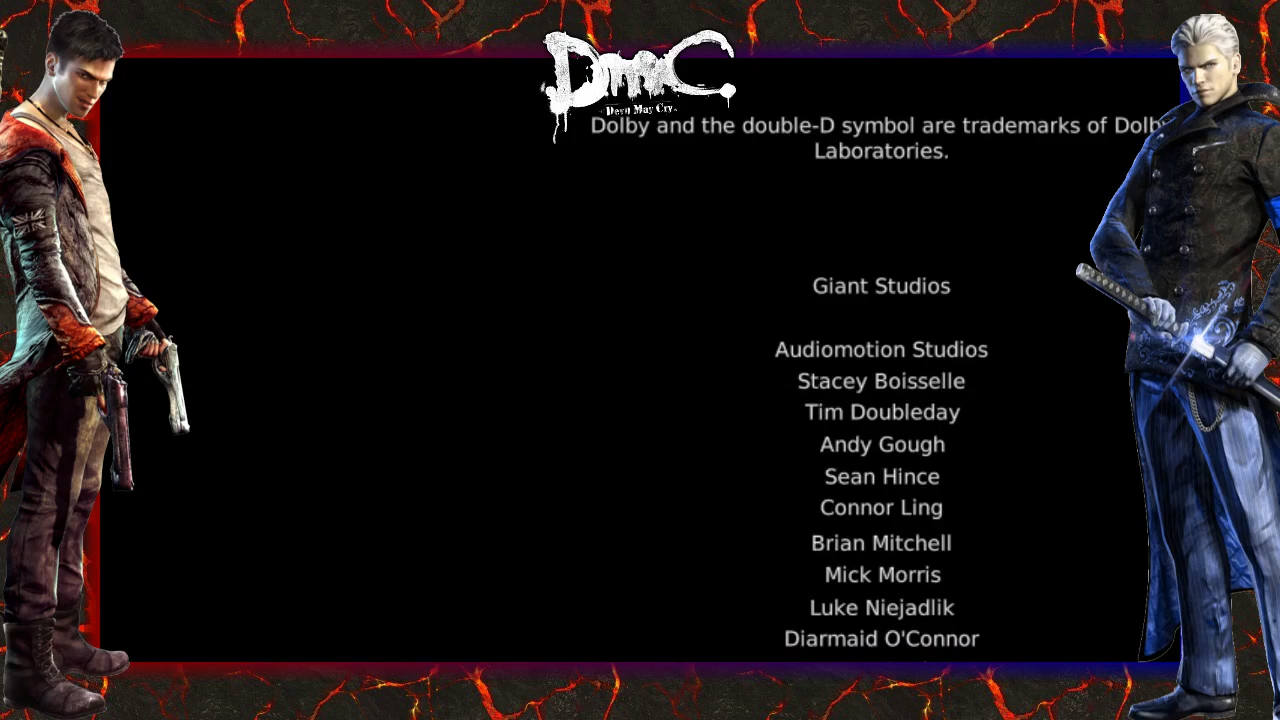 DmC
Devil May Cry
Dolby and the double-D symbol are trademarks of Dolby
Laboratories.
Giant Studios
Audiomotion Studios
Stacey Boisselle
Tim Doubleday
Andy Gough
Sean Hince
Connor Ling
Brian Mitchell
Mick Morris
Luke Niejadlik
Diarmaid O'Connor